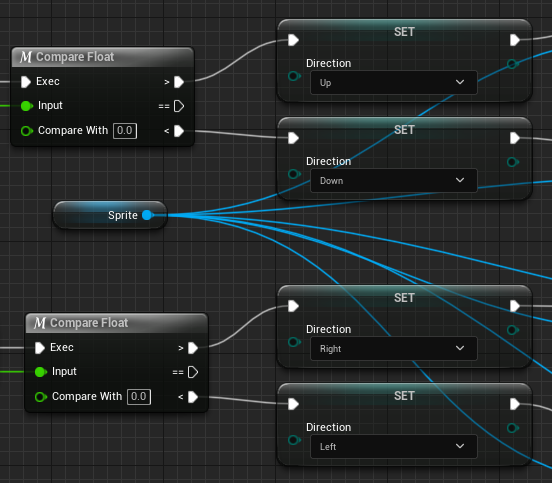 SET
Direction
Up
M Compare Float
Exec >
Input ==
Compare With 0.0 <
SET
Direction
Down
Sprite
SET
Direction
Right
M Compare Float
Exec >
Input ==
Compare With 0.0 <
SET
Direction
Left